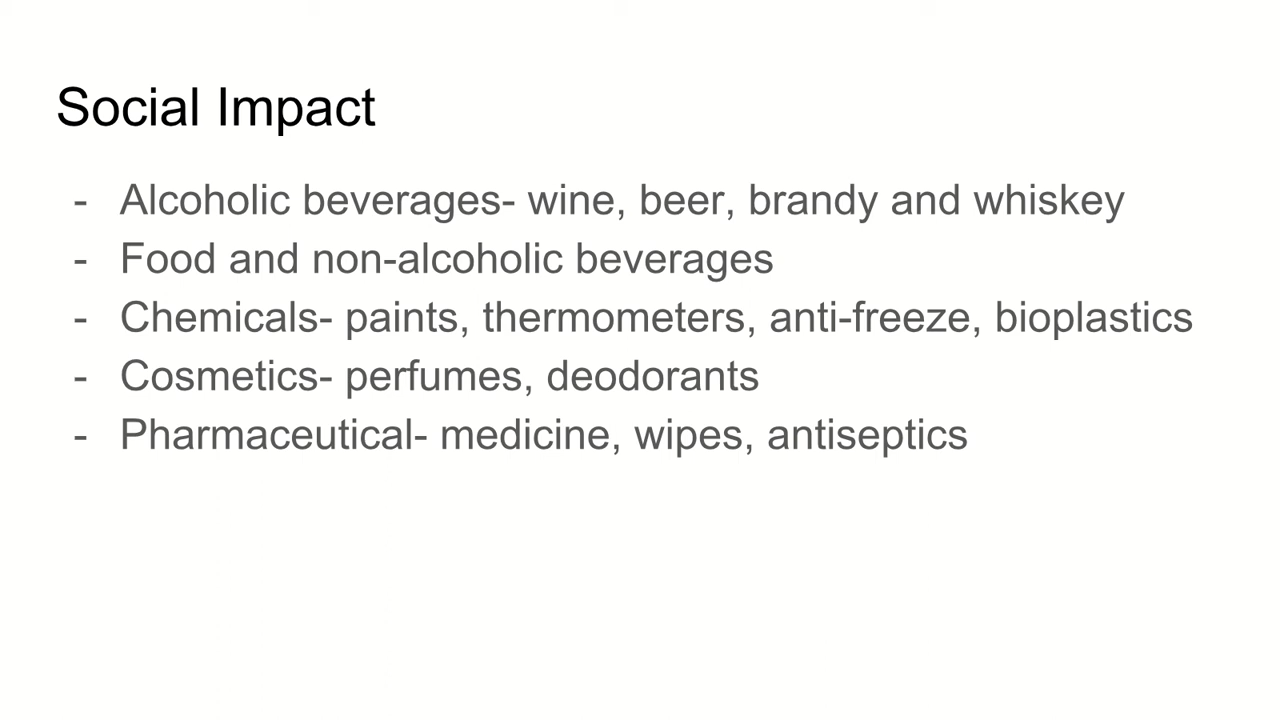 Social Impact
- Alcoholic beverages- wine, beer, brandy and whiskey
- Food and non-alcoholic beverages
- Chemicals- paints, thermometers, anti-freeze, bioplastics
- Cosmetics- perfumes, deodorants
- Pharmaceutical- medicine, wipes, antiseptics